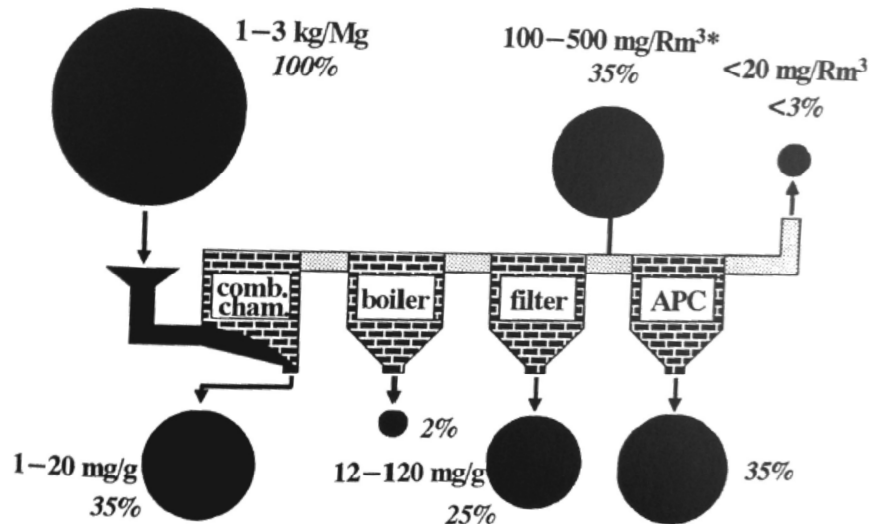 1–3 kg/Mg
100%
100–500 mg/Rm³*
35%
<20 mg/Rm³
<3%
comb.
cham.
boiler
filter
APC
1–20 mg/g
35%
2%
12–120 mg/g
25%
35%